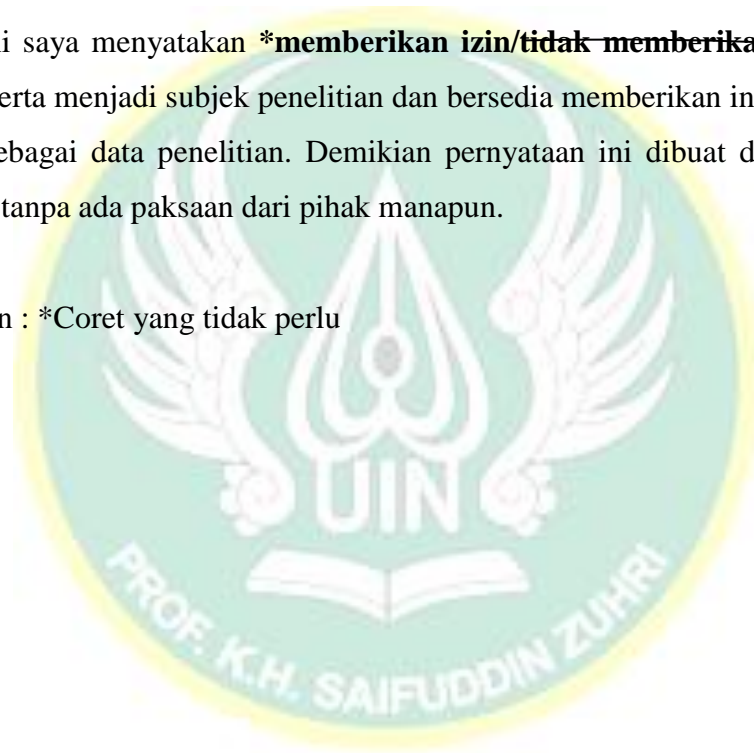 i saya menyatakan *memberikan izin/tidak memberika
erta menjadi subjek penelitian dan bersedia memberikan in
ebagai data penelitian. Demikian pernyataan ini dibuat d
tanpa ada paksaan dari pihak manapun.
n : *Coret yang tidak perlu
UIN
PROF. K.H. SAIFUDDIN ZUHRI